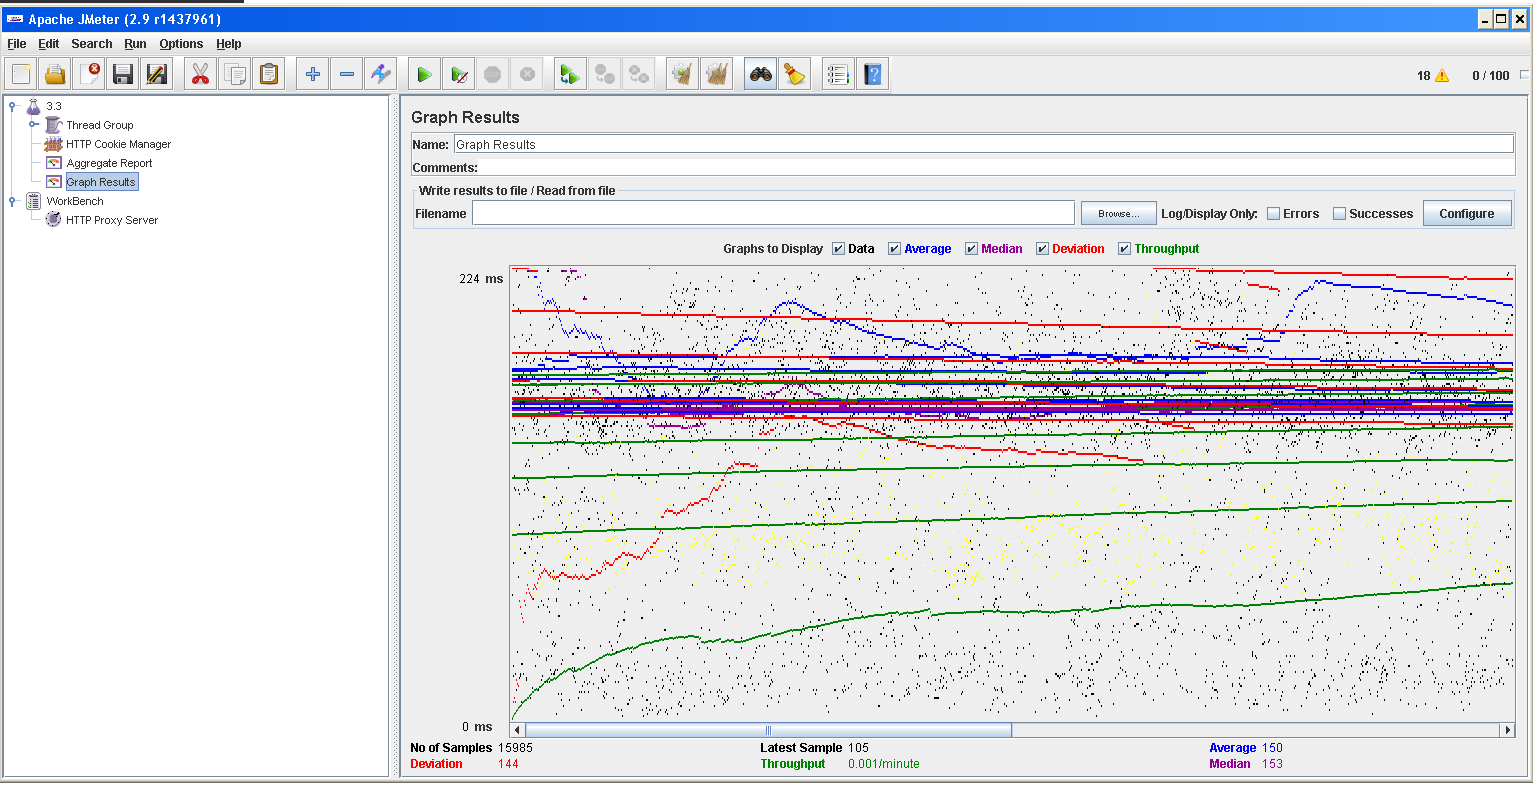 Apache JMeter (2.9 r1437961)
File Edit Search Run Options Help
18 0 / 100
3.3
Thread Group
HTTP Cookie Manager
Aggregate Report
Graph Results
WorkBench
HTTP Proxy Server
Graph Results
Name: Graph Results
Comments:
Write results to file / Read from file
Filename Browse... Log/Display Only: Errors Successes Configure
Graphs to Display Data Average Median Deviation Throughput
224 ms
0 ms
No of Samples 15985 Latest Sample 105 Average 150
Deviation 144 Throughput 0.001/minute Median 153